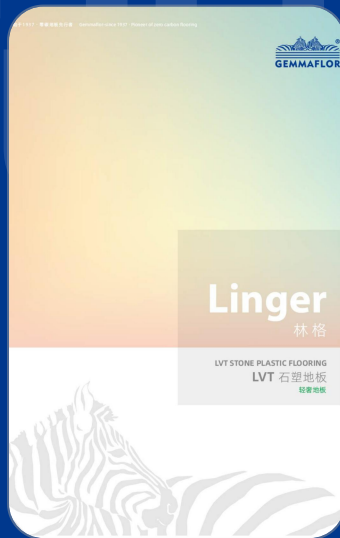 GEMMAFLOR
Linger
林格
LVT STONE PLASTIC FLOORING
LVT 石塑地板
轻奢地板